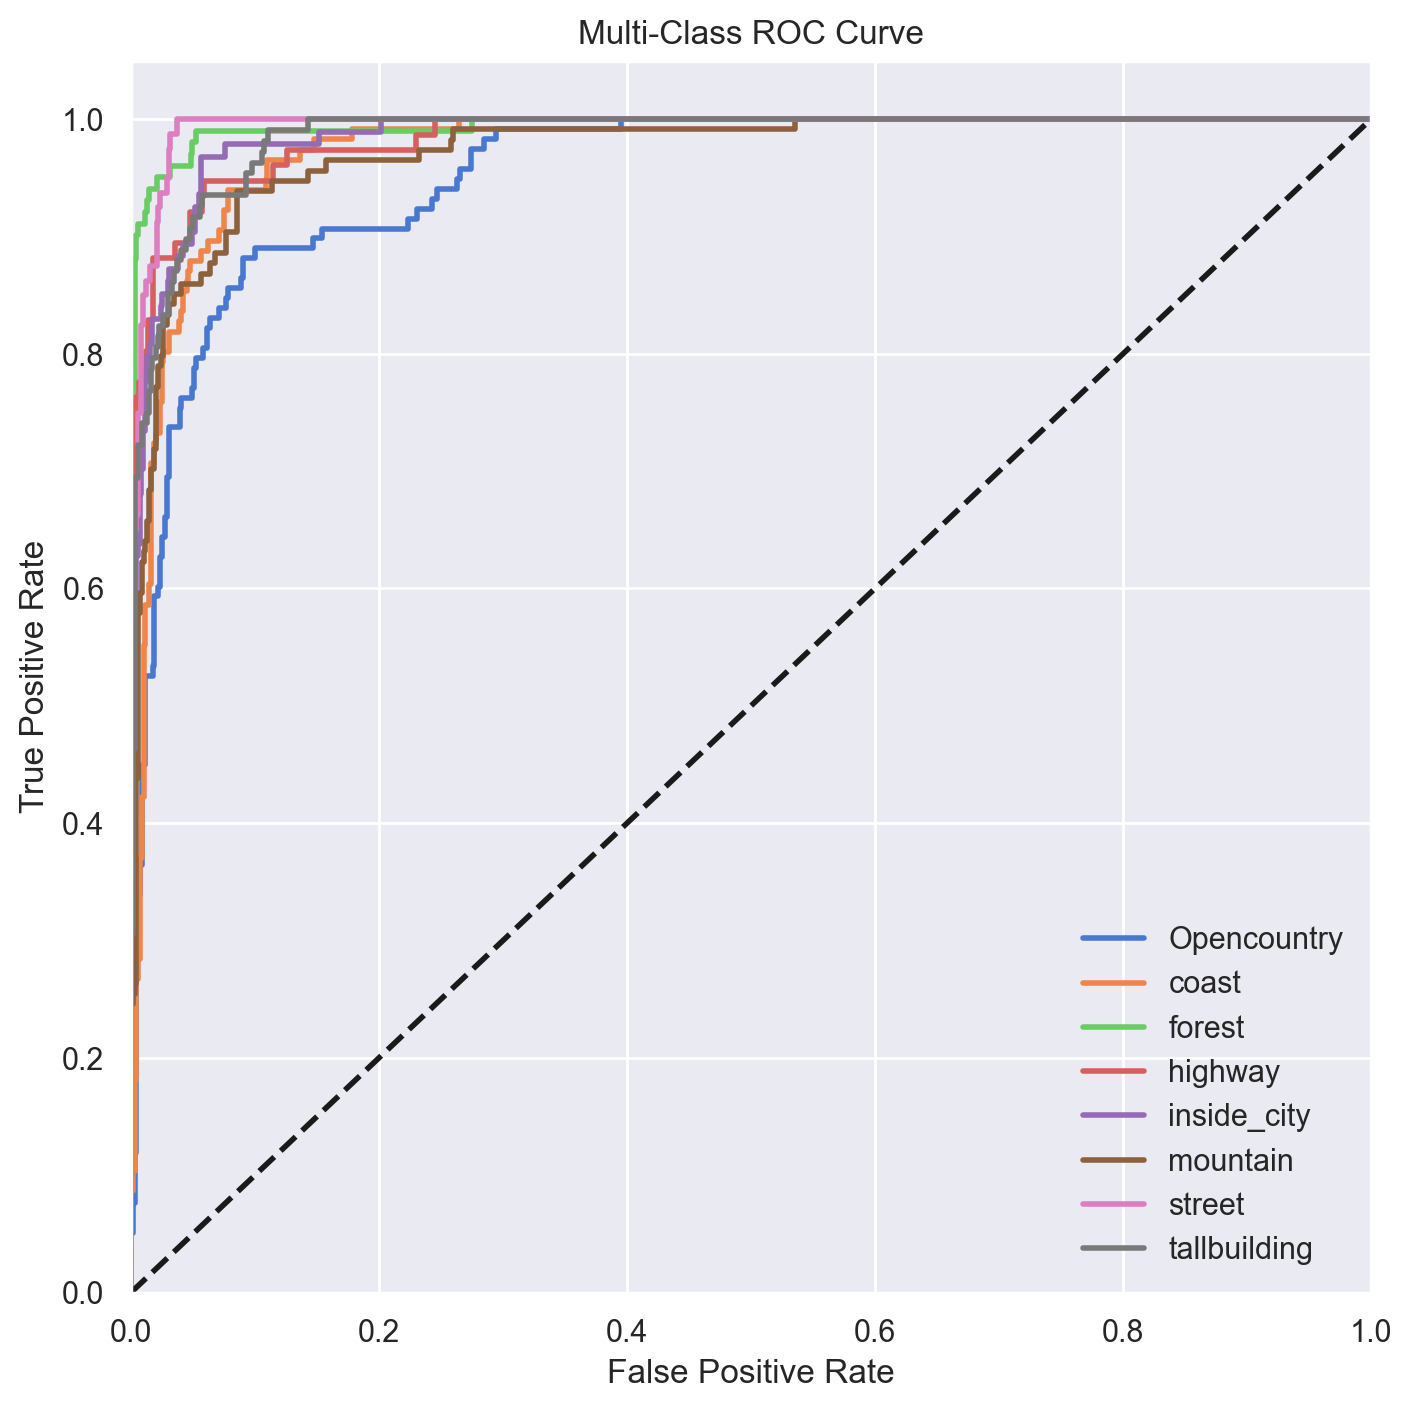 Multi-Class ROC Curve
1.0
0.8
0.6
0.4
0.2
0.0
True Positive Rate
0.0 0.2 0.4 0.6 0.8 1.0
False Positive Rate
Opencountry
coast
forest
highway
inside_city
mountain
street
tallbuilding